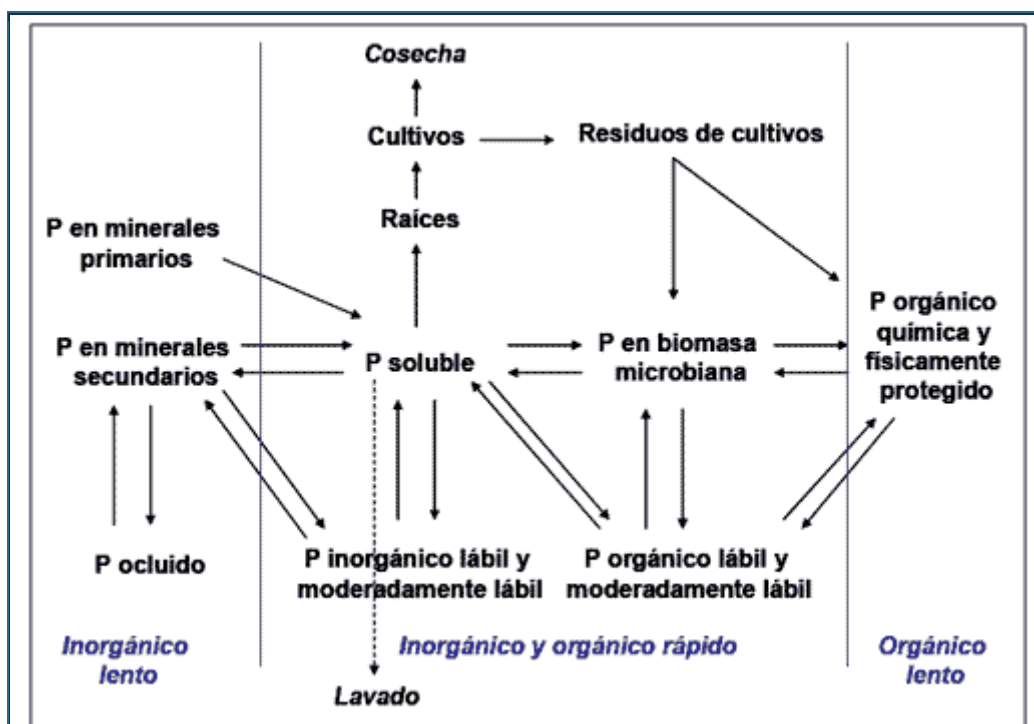 Cosecha
Cultivos
Residuos de cultivos
Raíces
P en minerales
primarios
P orgánico
química y
físicamente
protegido
P en minerales
secundarios
P soluble
P en biomasa
microbiana
P ocluido
P inorgánico lábil y
moderadamente lábil
P orgánico lábil y
moderadamente lábil
Inorgánico
lento
Inorgánico y orgánico rápido
Orgánico
lento
Lavado